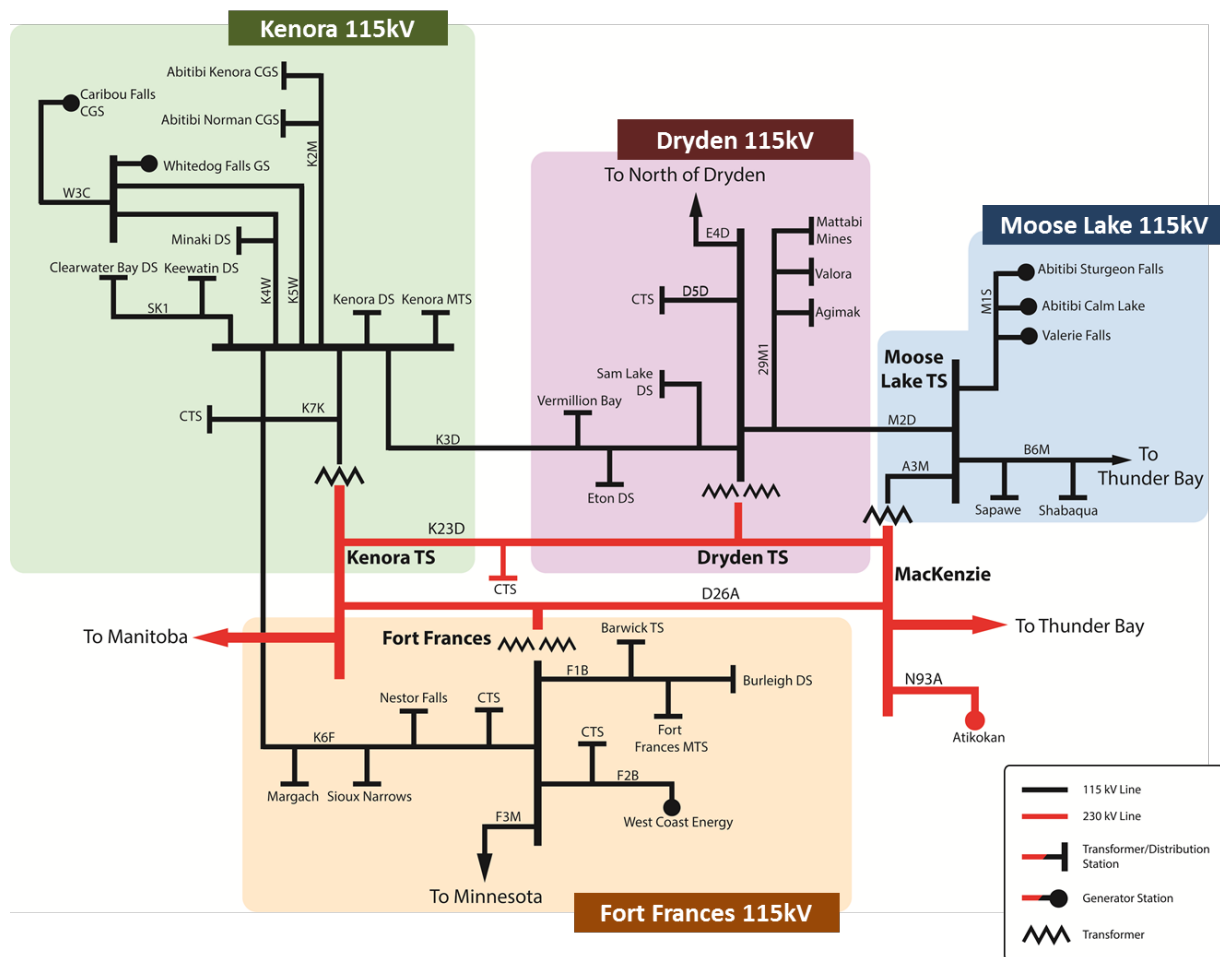 Kenora 115kV
Abitibi Kenora CGS
Caribou Falls
CGS
Abitibi Norman CGS
K2M
Whitedog Falls GS
W3C
Minaki DS
Clearwater Bay DS
Keewatin DS
K4W
K5W
SK1
Kenora DS
Kenora MTS
CTS
K7K
K3D
Kenora TS
Dryden 115kV
To North of Dryden
E4D
Mattabi
Mines
CTS
D5D
Valora
Agimak
29M1
Sam Lake
DS
Vermillion Bay
Eton DS
Dryden TS
Moose Lake 115kV
Abitibi Sturgeon Falls
M1S
Abitibi Calm Lake
Valerie Falls
Moose
Lake TS
M2D
B6M
To
Thunder Bay
A3M
Sapawe
Shabaqua
K23D
CTS
MacKenzie
D26A
To Manitoba
To Thunder Bay
N93A
Atikokan
Fort Frances
Barwick TS
F1B
Burleigh DS
Nestor Falls
CTS
Fort
Frances MTS
K6F
CTS
F2B
Margach
Sioux Narrows
West Coast Energy
F3M
To Minnesota
Fort Frances 115kV
115 kV Line
230 kV Line
Transformer/Distribution
Station
Generator Station
Transformer